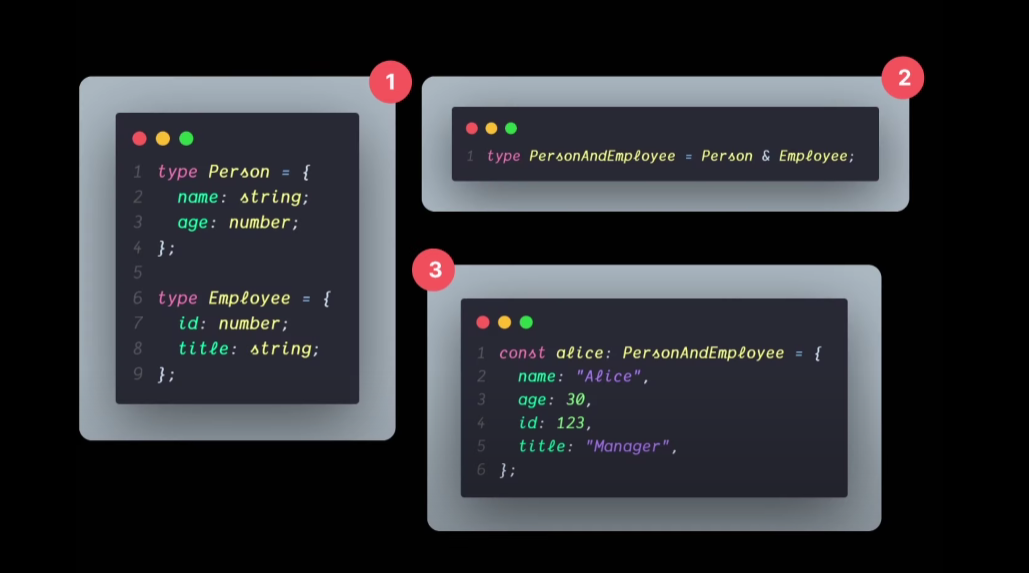 1
1 type Person = {
2   name: string;
3   age: number;
4 };
5
6 type Employee = {
7   id: number;
8   title: string;
9 };
2
1 type PersonAndEmployee = Person & Employee;
3
1 const alice: PersonAndEmployee = {
2   name: "Alice",
3   age: 30,
4   id: 123,
5   title: "Manager",
6 };